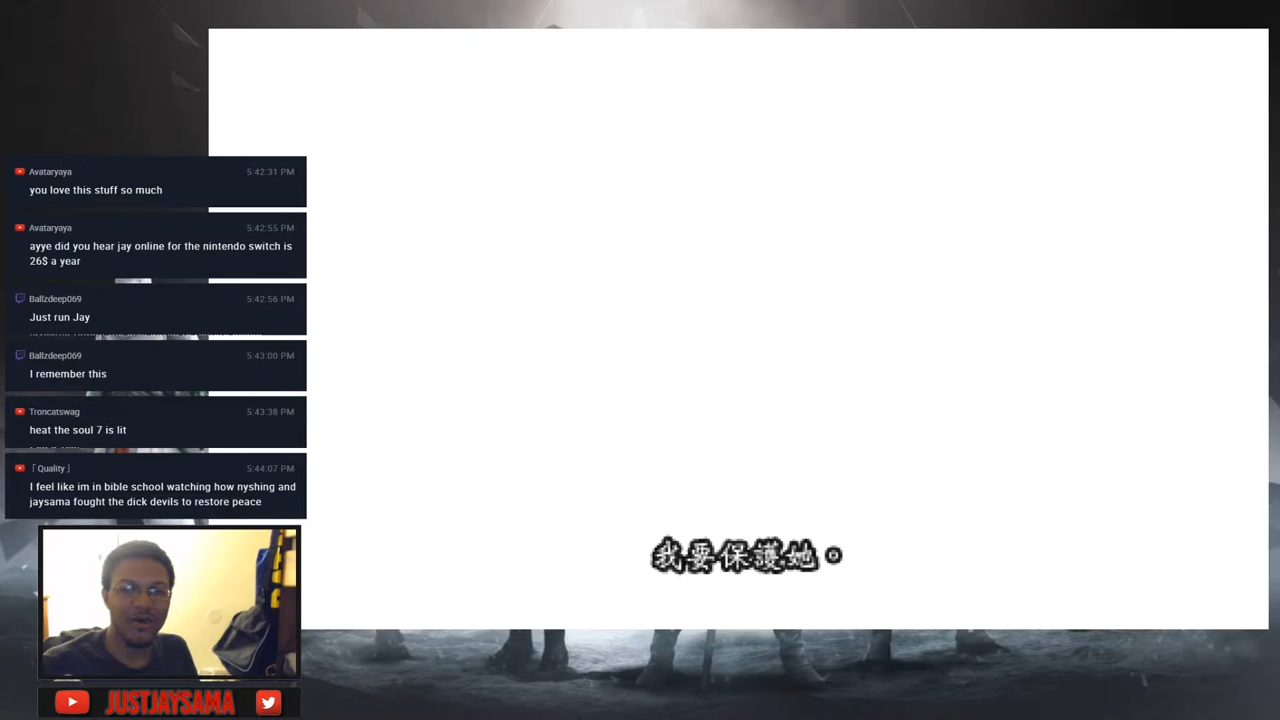 Avataryaya 5:42:31 PM
you love this stuff so much
Avataryaya 5:42:55 PM
ayye did you hear jay online for the nintendo switch is
26$ a year
Ballzdeep069 5:42:56 PM
Just run Jay
Ballzdeep069 5:43:00 PM
I remember this
Troncatswag 5:43:38 PM
heat the soul 7 is lit
「Quality」 5:44:07 PM
I feel like im in bible school watching how nyshing and
jaysama fought the dick devils to restore peace
我要保護她。
JUSTJAYSAMA